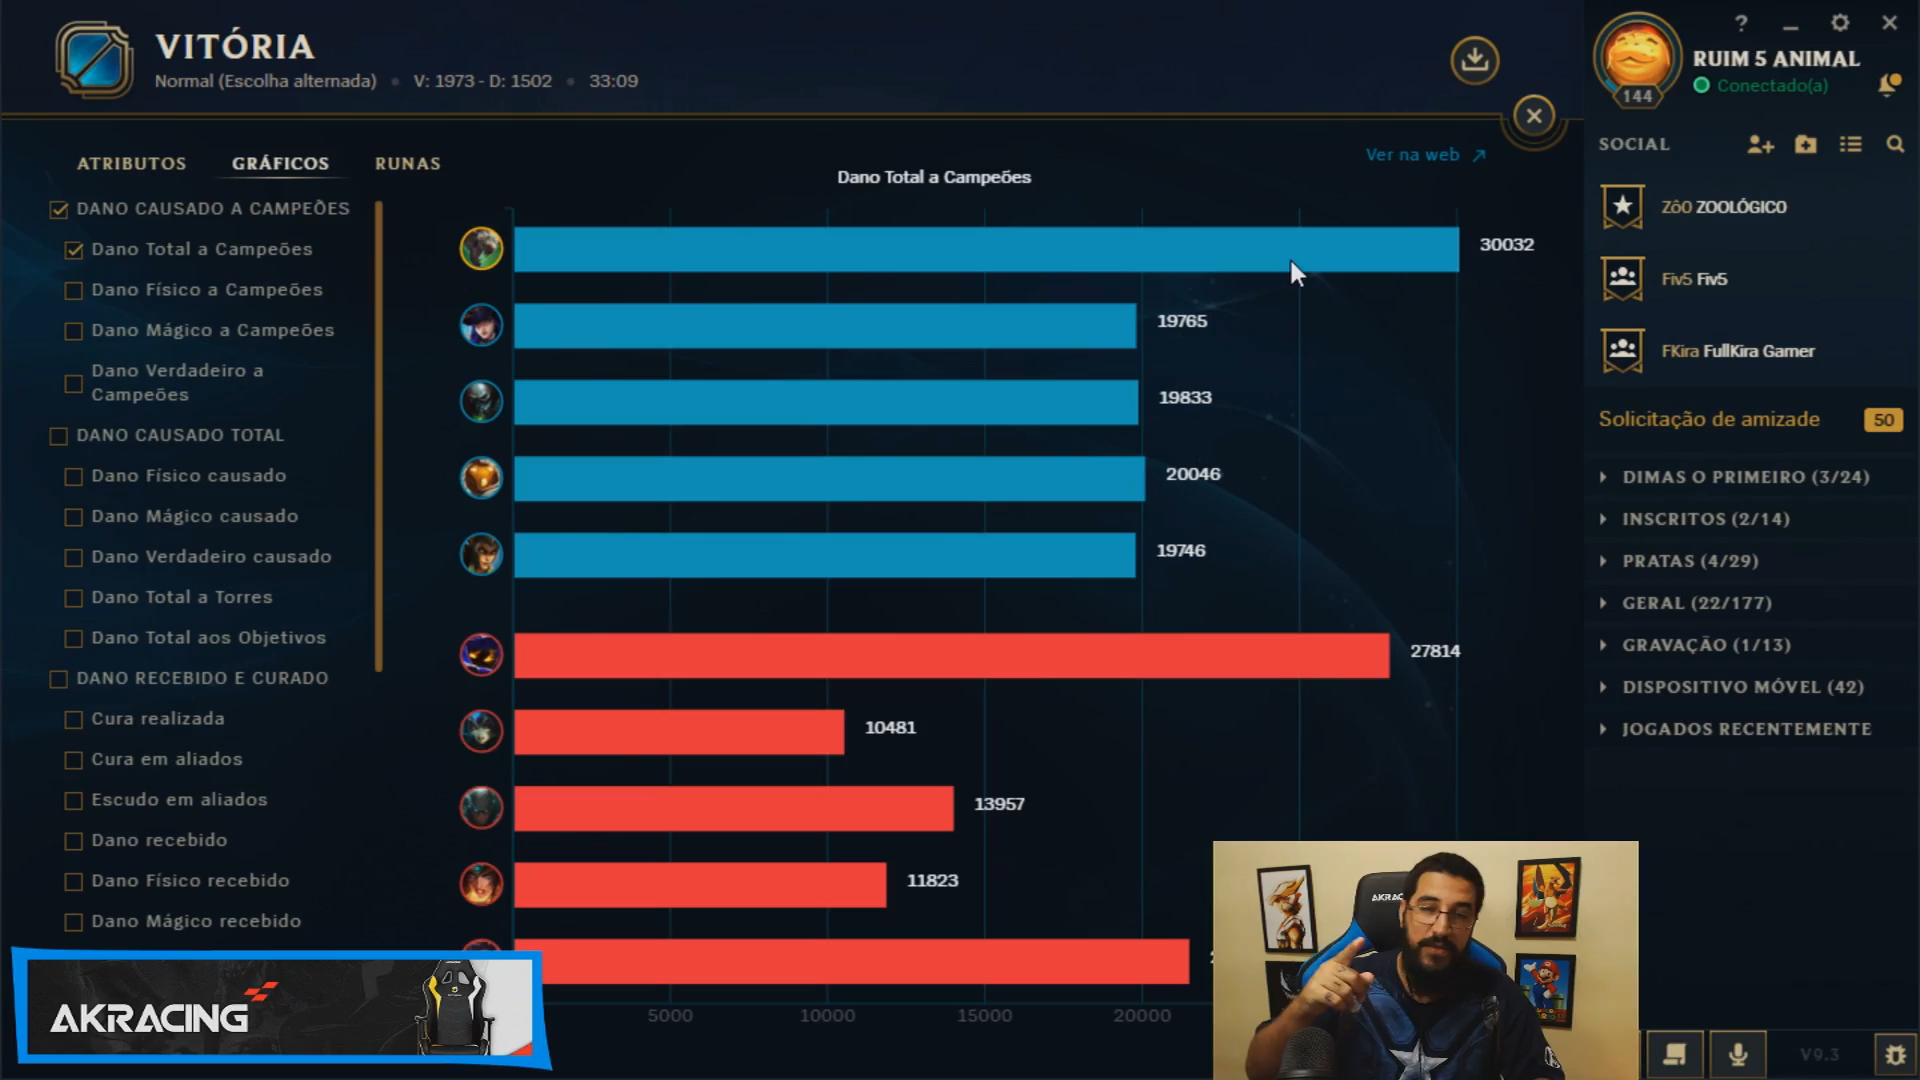 VITÓRIA
Normal (Escolha alternada) • V: 1973 - D: 1502 • 33:09
ATRIBUTOS
GRÁFICOS
RUNAS
Ver na web
Dano Total a Campeões
DANO CAUSADO A CAMPEÕES
Dano Total a Campeões
Dano Físico a Campeões
Dano Mágico a Campeões
Dano Verdadeiro a
Campeões
DANO CAUSADO TOTAL
Dano Físico causado
Dano Mágico causado
Dano Verdadeiro causado
Dano Total a Torres
Dano Total aos Objetivos
DANO RECEBIDO E CURADO
Cura realizada
Cura em aliados
Escudo em aliados
Dano recebido
Dano Físico recebido
Dano Mágico recebido
30032
19765
19833
20046
19746
27814
10481
13957
11823
5000
10000
15000
20000
AKRACING
AKRAC
?
RUIM 5 ANIMAL
Conectado(a)
144
SOCIAL
ZôO ZOOLÓGICO
Fiv5 Fiv5
FKira FullKira Gamer
Solicitação de amizade
50
DIMAS O PRIMEIRO (3/24)
INSCRITOS (2/14)
PRATAS (4/29)
GERAL (22/177)
GRAVAÇÃO (1/13)
DISPOSITIVO MÓVEL (42)
JOGADOS RECENTEMENTE
V9.3